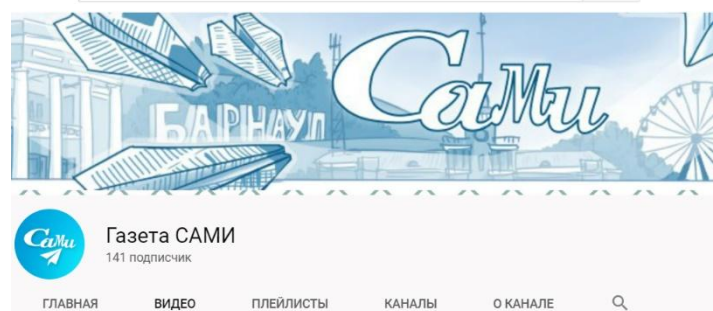 БАРНАУЛ
СаМи
СаМи
Газета САМИ
141 подписчик
ГЛАВНАЯ ВИДЕО ПЛЕЙЛИСТЫ КАНАЛЫ О КАНАЛЕ